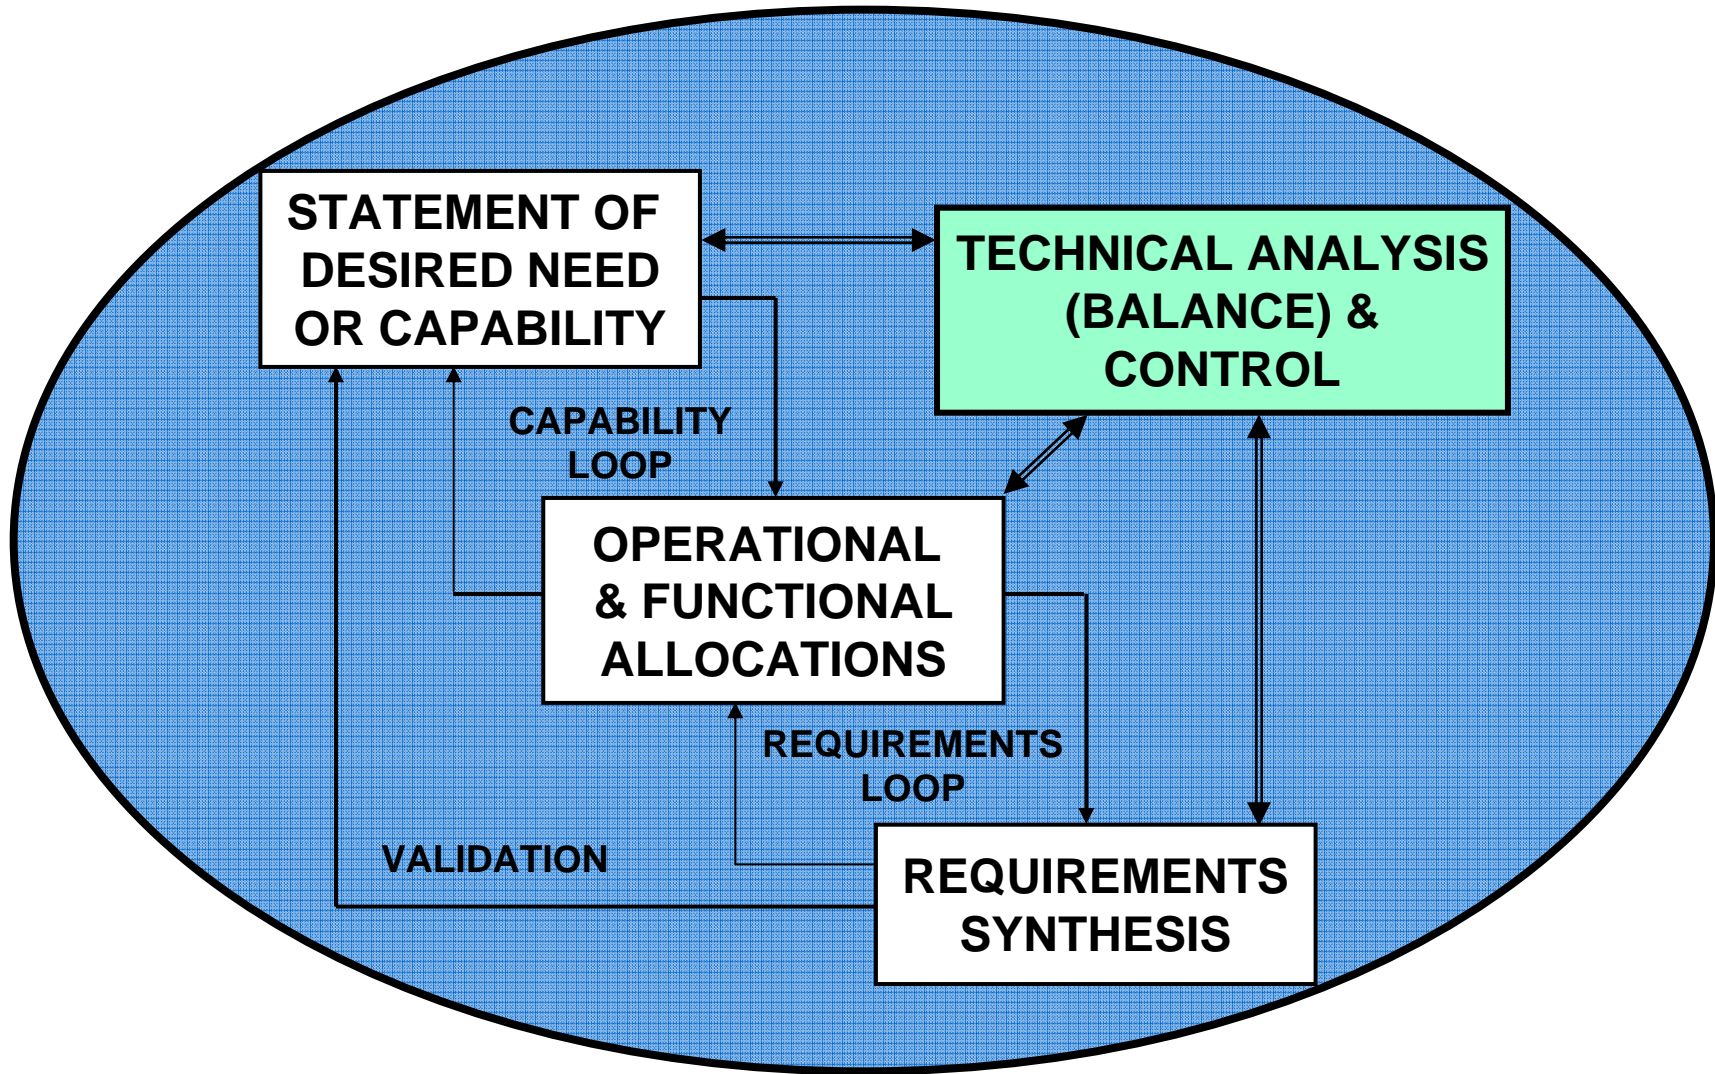 STATEMENT OF
DESIRED NEED
OR CAPABILITY
TECHNICAL ANALYSIS
(BALANCE) &
CONTROL
CAPABILITY
LOOP
OPERATIONAL
& FUNCTIONAL
ALLOCATIONS
REQUIREMENTS
LOOP
VALIDATION
REQUIREMENTS
SYNTHESIS